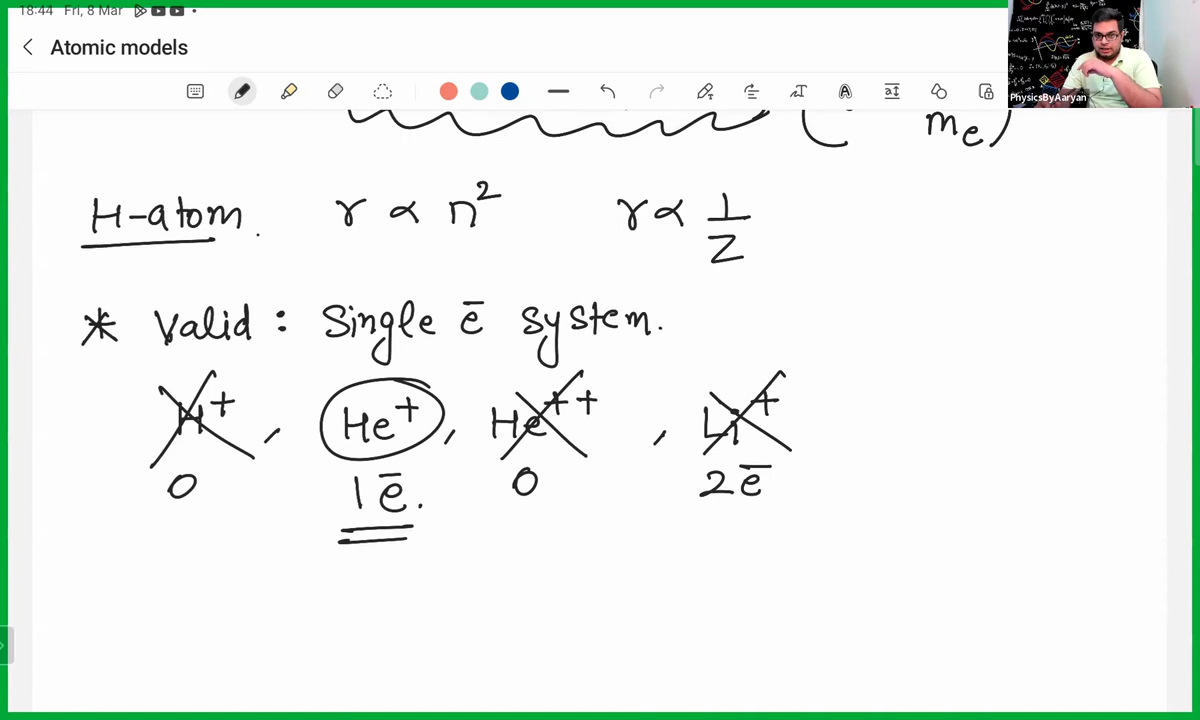 18:44 Fri, 8 Mar
Atomic models
PhysicsByAaryan
me)
H-atom. r ∝ n² r ∝ 1/Z
* Valid : Single ē system.
H⁺, He⁺, He⁺⁺, Li⁺
0 1ē. 0 2ē